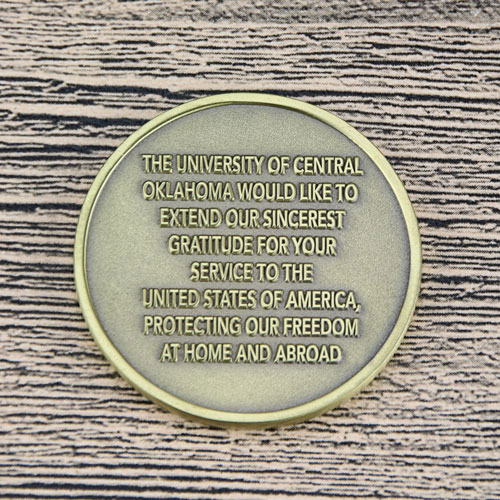 THE UNIVERSITY OF CENTRAL
OKLAHOMA WOULD LIKE TO
EXTEND OUR SINCEREST
GRATITUDE FOR YOUR
SERVICE TO THE
UNITED STATES OF AMERICA,
PROTECTING OUR FREEDOM
AT HOME AND ABROAD